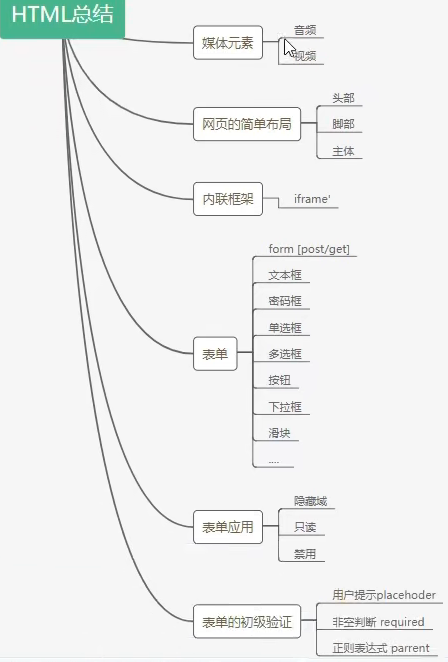 HTML总结
媒体元素
音频
视频
网页的简单布局
头部
脚部
主体
内联框架
iframe'
表单
form [post/get]
文本框
密码框
单选框
多选框
按钮
下拉框
滑块
....
表单应用
隐藏域
只读
禁用
表单的初级验证
用户提示placehoder
非空判断 required
正则表达式 parrent